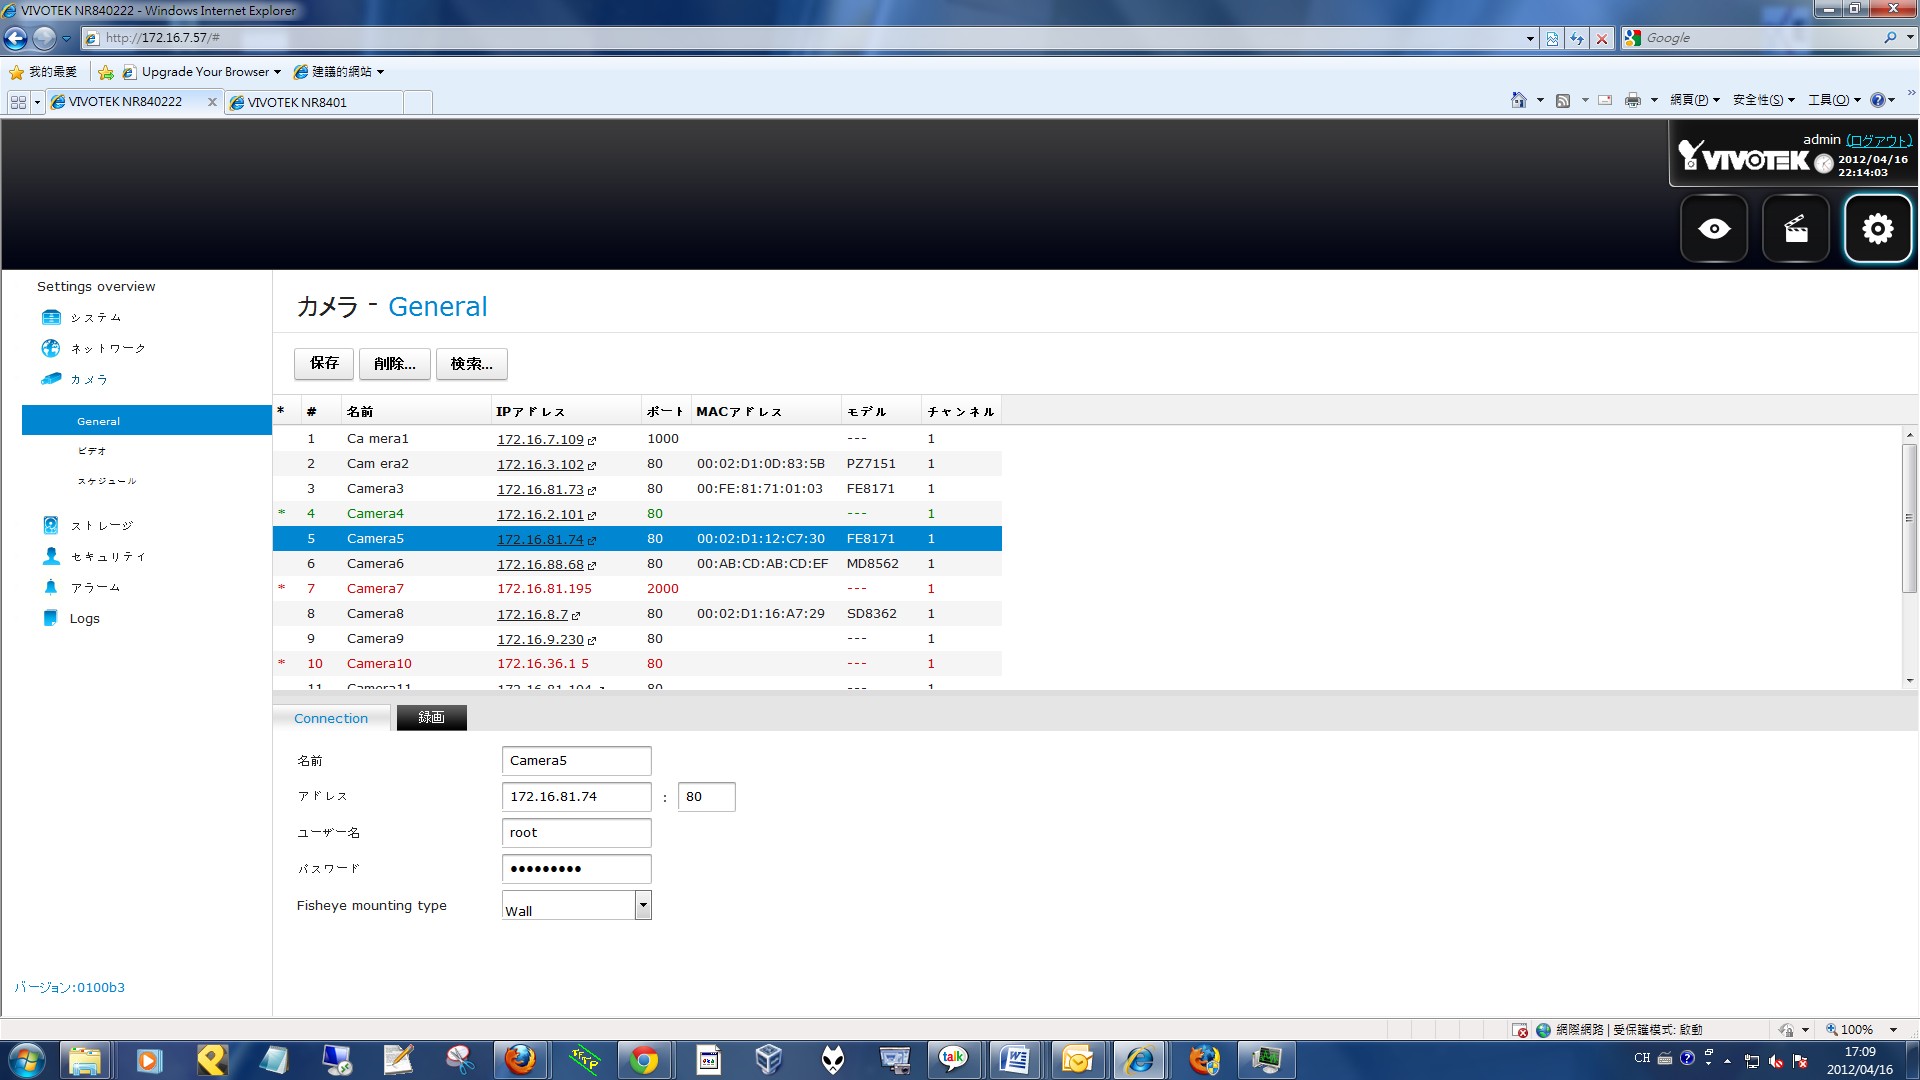 VIVOTEK NR840222 - Windows Internet Explorer
http://172.16.7.57/#
Google
我的最愛 Upgrade Your Browser 建議的網站
VIVOTEK NR840222 VIVOTEK NR8401
網頁(P) 安全性(S) 工具(O)
admin (ログアウト)
VIVOTEK 2012/04/16
22:14:03
Settings overview
システム
ネットワーク
カメラ
General
ビデオ
スケジュール
ストレージ
セキュリティ
アラーム
Logs
バージョン:0100b3
カメラ - General
保存 削除... 検索...
* # 名前 IPアドレス ポート MACアドレス モデル チャンネル
1 Ca mera1 172.16.7.109 1000 --- 1
2 Cam era2 172.16.3.102 80 00:02:D1:0D:83:5B PZ7151 1
3 Camera3 172.16.81.73 80 00:FE:81:71:01:03 FE8171 1
* 4 Camera4 172.16.2.101 80 --- 1
5 Camera5 172.16.81.74 80 00:02:D1:12:C7:30 FE8171 1
6 Camera6 172.16.88.68 80 00:AB:CD:AB:CD:EF MD8562 1
* 7 Camera7 172.16.81.195 2000 --- 1
8 Camera8 172.16.8.7 80 00:02:D1:16:A7:29 SD8362 1
9 Camera9 172.16.9.230 80 --- 1
* 10 Camera10 172.16.36.1 5 80 --- 1
11 Camera11 172.16.81.194 80 --- 1
Connection 録画
名前 Camera5
アドレス 172.16.81.74 : 80
ユーザー名 root
パスワード •••••••••
Fisheye mounting type Wall
網際網路 | 受保護模式: 啟動 100%
talk
CH 17:09
2012/04/16